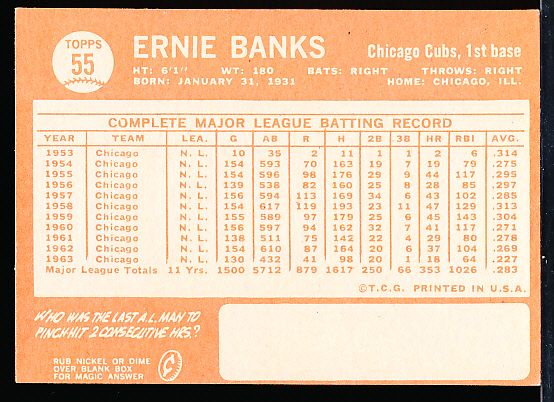 TOPPS
55
ERNIE BANKS
Chicago Cubs, 1st base
HT: 6'1" WT: 180 BATS: RIGHT THROWS: RIGHT
BORN: JANUARY 31, 1931 HOME: CHICAGO, ILL.
COMPLETE MAJOR LEAGUE BATTING RECORD
YEAR TEAM LEA. G AB R H 2B 3B HR RBI AVG.
1953 Chicago N. L. 10 35 2 11 1 1 2 6 .314
1954 Chicago N. L. 154 593 70 163 19 7 19 79 .275
1955 Chicago N. L. 154 596 98 176 29 9 44 117 .295
1956 Chicago N. L. 139 538 82 160 25 8 28 85 .297
1957 Chicago N. L. 156 594 113 169 34 6 43 102 .285
1958 Chicago N. L. 154 617 119 193 23 11 47 129 .313
1959 Chicago N. L. 155 589 97 179 25 6 45 143 .304
1960 Chicago N. L. 156 597 94 162 32 7 41 117 .271
1961 Chicago N. L. 138 511 75 142 22 4 29 80 .278
1962 Chicago N. L. 154 610 87 164 20 6 37 104 .269
1963 Chicago N. L. 130 432 41 98 20 1 18 64 .227
Major League Totals 11 Yrs. 1500 5712 879 1617 250 66 353 1026 .283
©T.C.G. PRINTED IN U.S.A.
WHO WAS THE LAST A.L. MAN TO
PINCH-HIT 2 CONSECUTIVE HRS.?
RUB NICKEL OR DIME
OVER BLANK BOX
FOR MAGIC ANSWER